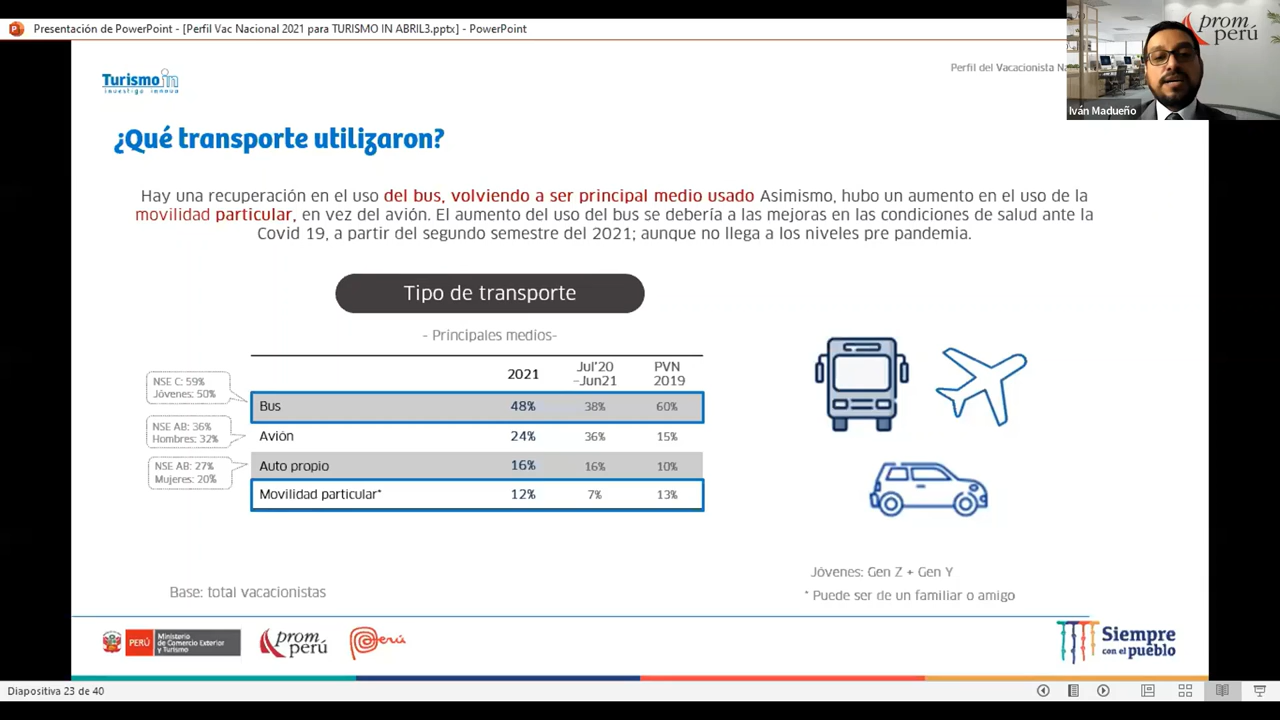 Presentación de PowerPoint - [Perfil Vac Nacional 2021 para TURISMO IN ABRIL3.pptx] - PowerPoint
prom
perú
Iván Madueño
Turismo in
investiga innova
Perfil del Vacacionista
¿Qué transporte utilizaron?
Hay una recuperación en el uso del bus, volviendo a ser principal medio usado Asimismo, hubo un aumento en el uso de la
movilidad particular, en vez del avión. El aumento del uso del bus se debería a las mejoras en las condiciones de salud ante la
Covid 19, a partir del segundo semestre del 2021; aunque no llega a los niveles pre pandemia.
Tipo de transporte
- Principales medios-
2021 Jul'20 PVN
-Jun21 2019
NSE C: 59%
Jóvenes: 50%
Bus 48% 38% 60%
NSE AB: 36%
Hombres: 32%
Avión 24% 36% 15%
NSE AB: 27%
Mujeres: 20%
Auto propio 16% 16% 10%
Movilidad particular* 12% 7% 13%
Jóvenes: Gen Z + Gen Y
Base: total vacacionistas
* Puede ser de un familiar o amigo
PERÚ
Ministerio
de Comercio Exterior
y Turismo
prom
perú
Perú
Siempre
con el pueblo
Diapositiva 23 de 40